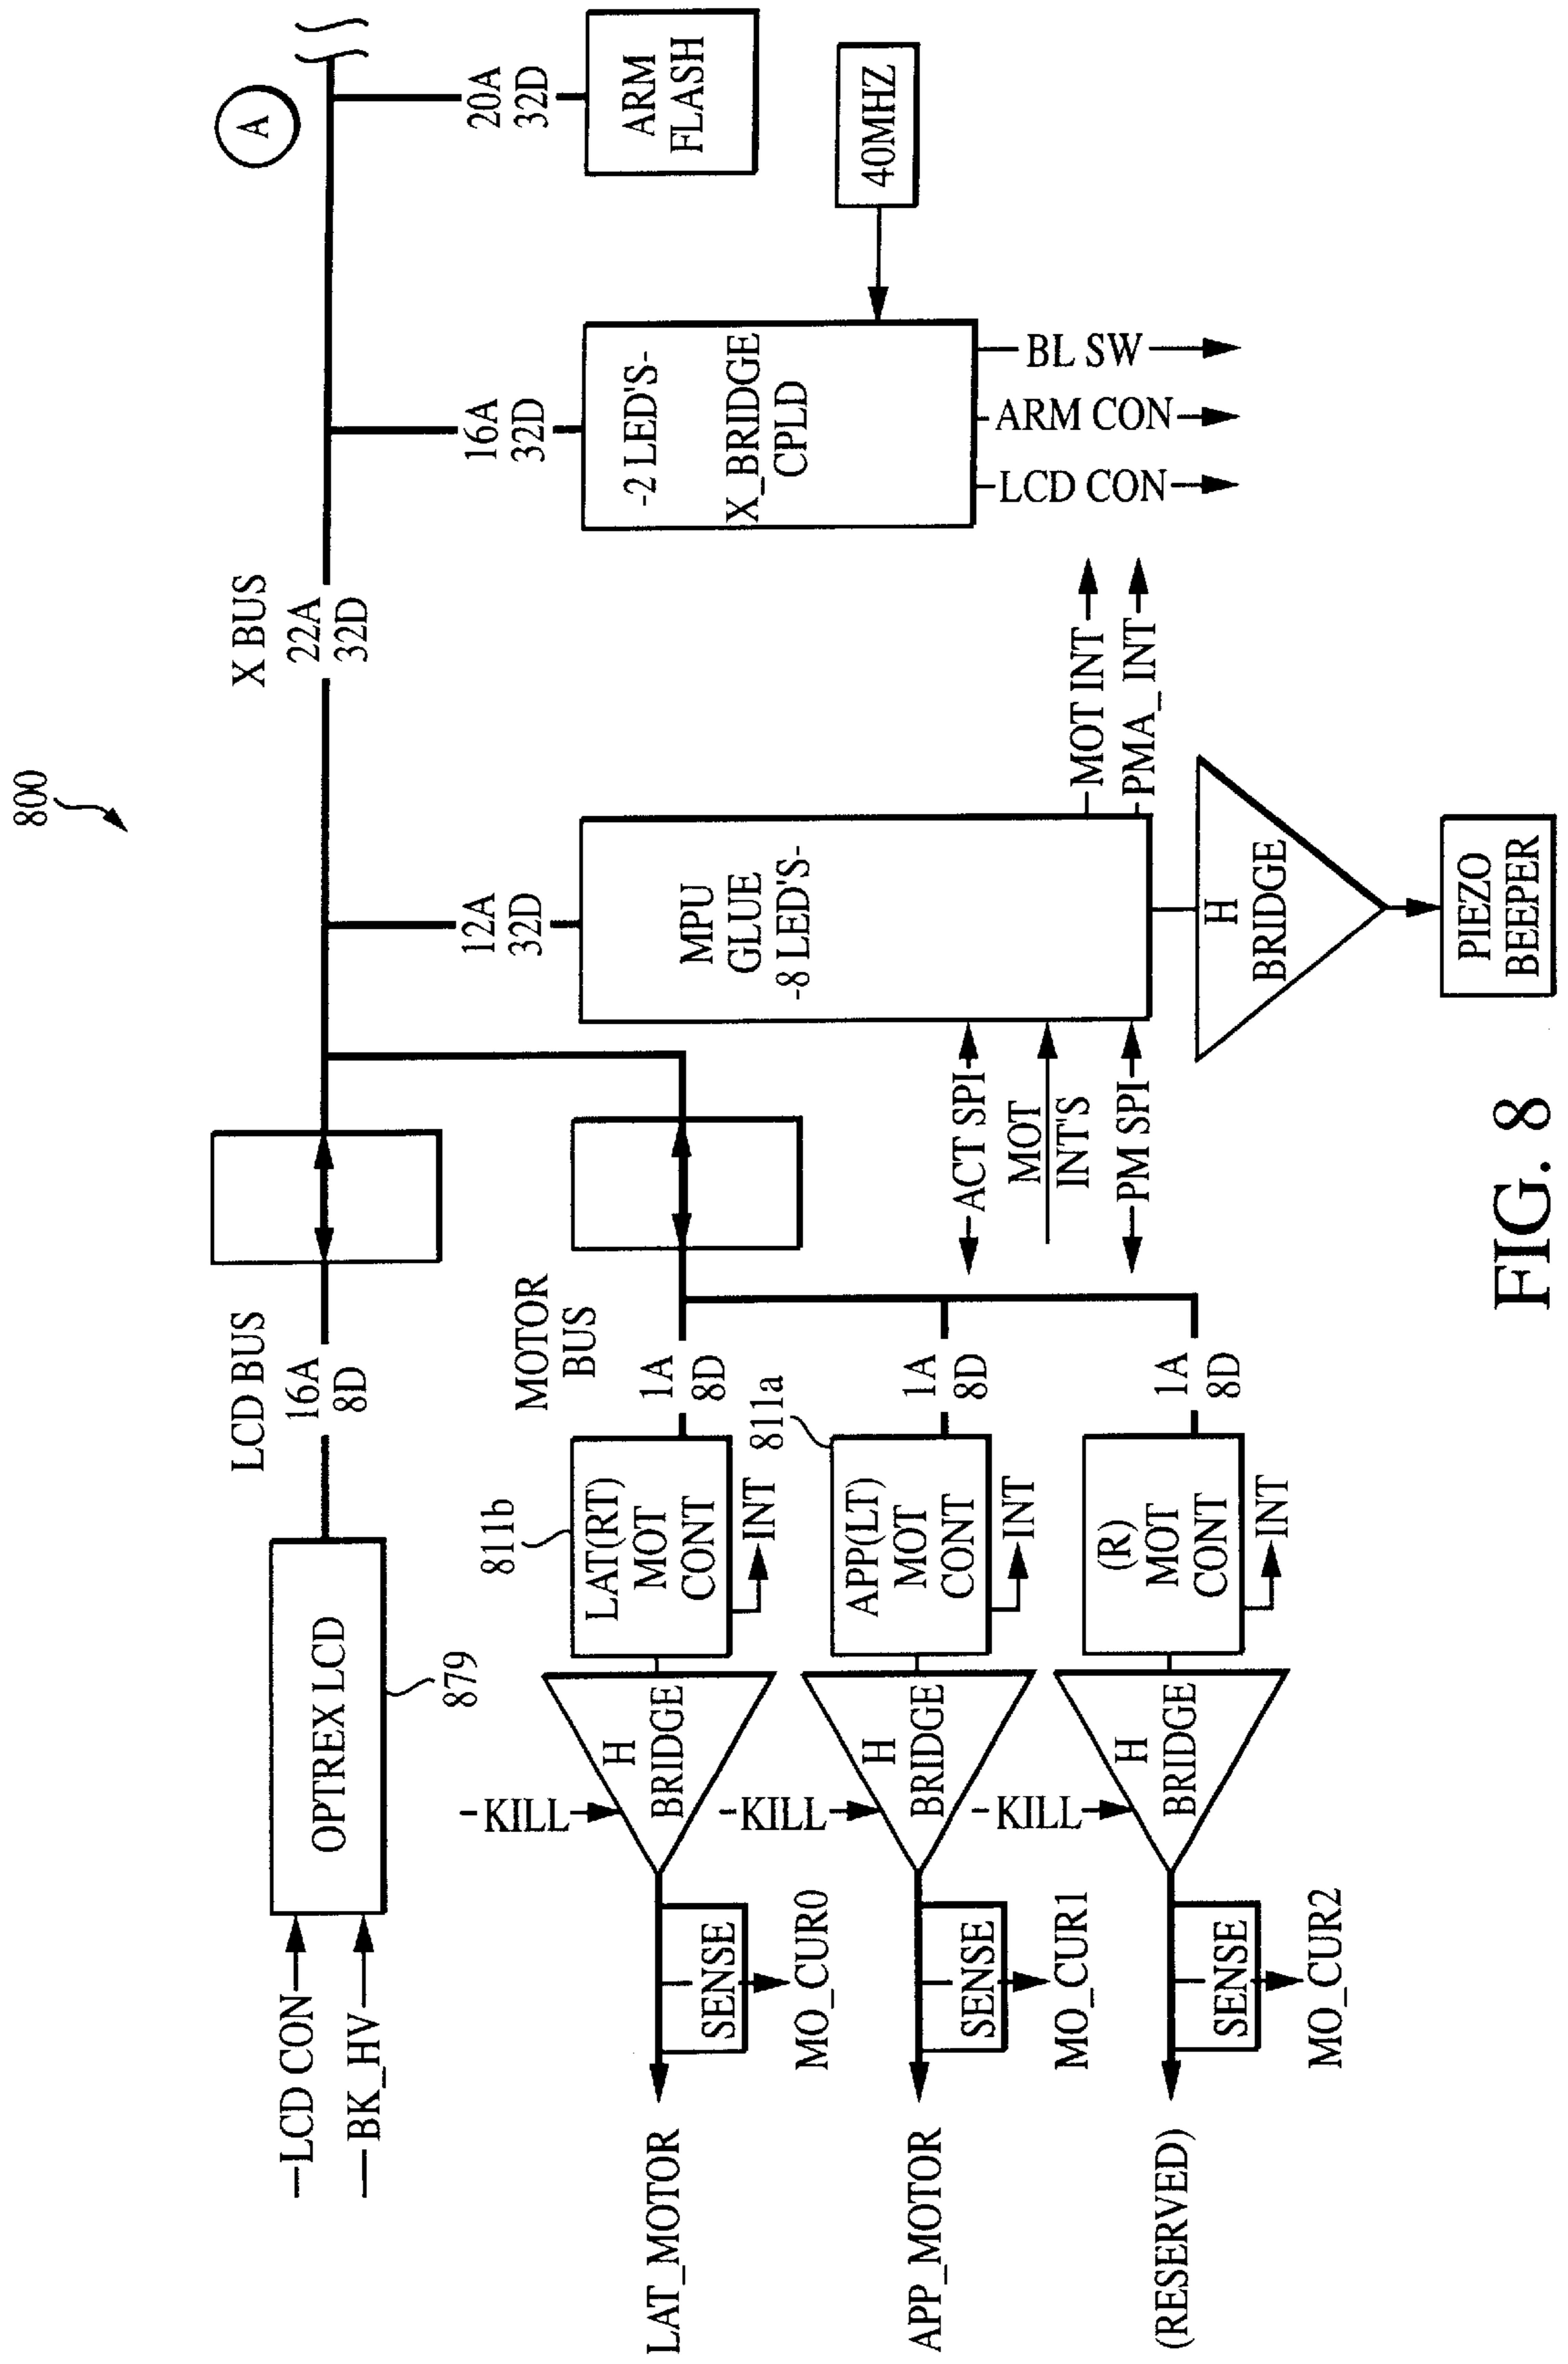 800
A
X BUS
22A
32D
LCD BUS
16A
8D
OPTREX LCD
879
LCD CON
BK_HV
20A
32D
ARM
FLASH
40MHZ
16A
32D
-2 LED'S-
X_BRIDGE
CPLD
BL SW
ARM CON
LCD CON
12A
32D
MPU
GLUE
-8 LED'S-
MOT INT
PMA_INT
ACT SPI
MOT
INT'S
PM SPI
H
BRIDGE
PIEZO
BEEPER
MOTOR
BUS
1A
8D
811b
LAT(RT)
MOT
CONT
INT
H
BRIDGE
KILL
SENSE
MO_CUR0
LAT_MOTOR
1A
8D
811a
APP(LT)
MOT
CONT
INT
H
BRIDGE
KILL
SENSE
MO_CUR1
APP_MOTOR
1A
8D
(R)
MOT
CONT
INT
H
BRIDGE
KILL
SENSE
MO_CUR2
(RESERVED)
FIG. 8